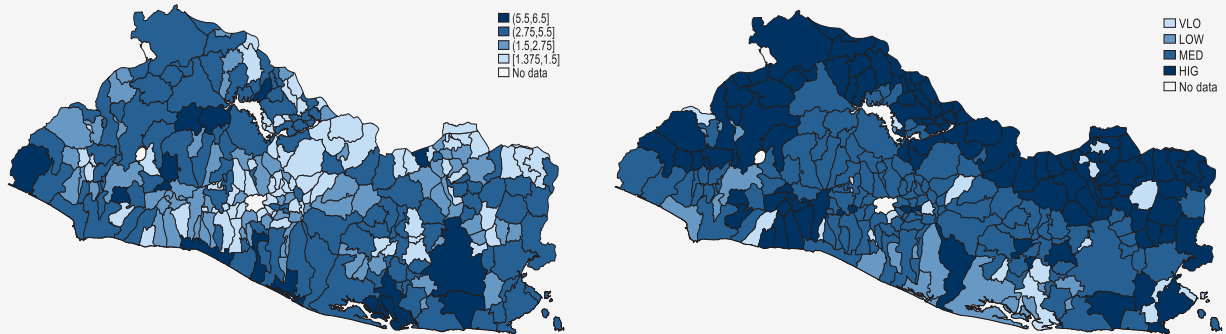 (5.5,6.5]
(2.75,5.5]
(1.5,2.75]
[1.375,1.5]
No data
VLO
LOW
MED
HIG
No data